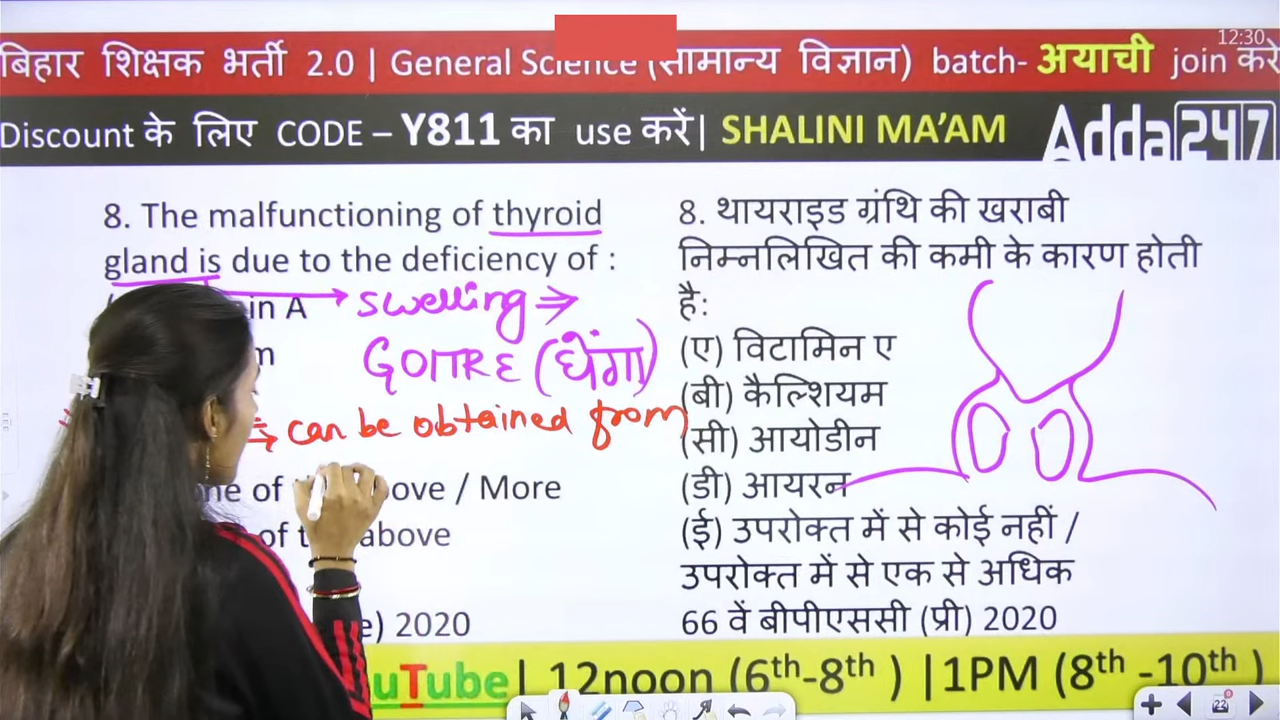 12:30
बिहार शिक्षक भर्ती 2.0 | General Science (सामान्य विज्ञान) batch- अयाची join करे
Discount के लिए CODE – Y811 का use करें| SHALINI MA'AM Adda247
8. The malfunctioning of thyroid
gland is due to the deficiency of :
in A → swelling ⇒
GOITRE (घेंगा)
⇒ can be obtained from
of above / More
of above
2020
8. थायराइड ग्रंथि की खराबी
निम्नलिखित की कमी के कारण होती
है:
(ए) विटामिन ए
(बी) कैल्शियम
(सी) आयोडीन
(डी) आयरन
(ई) उपरोक्त में से कोई नहीं /
उपरोक्त में से एक से अधिक
66 वें बीपीएससी (प्री) 2020
uTube| 12noon (6th-8th ) |1PM (8th -10th )
22